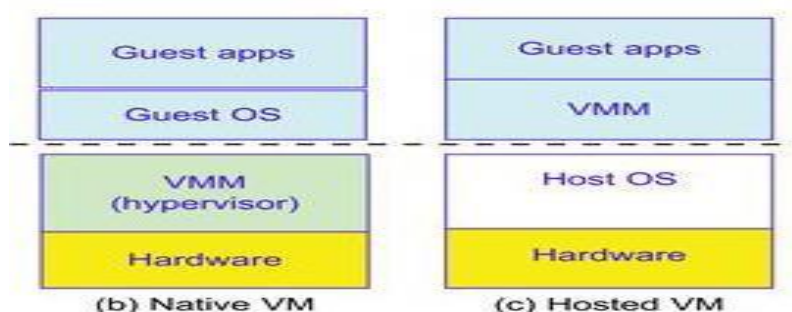 Guest apps
Guest OS
VMM
(hypervisor)
Hardware
(b) Native VM
Guest apps
VMM
Host OS
Hardware
(c) Hosted VM